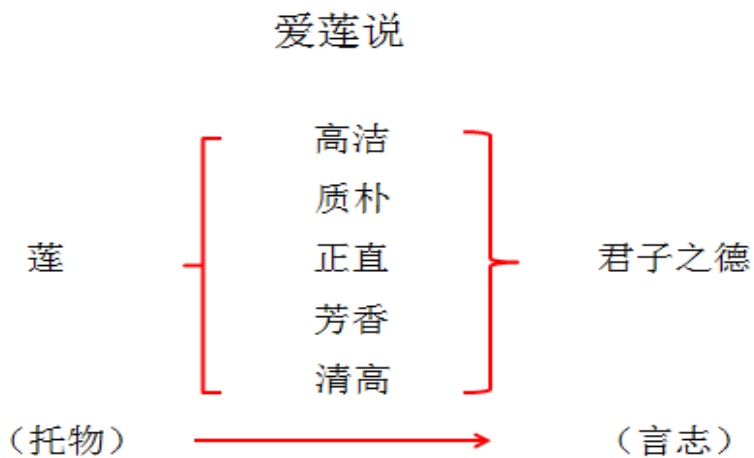 爱莲说
高洁
质朴
莲 正直 君子之德
芳香
清高
（托物） （言志）